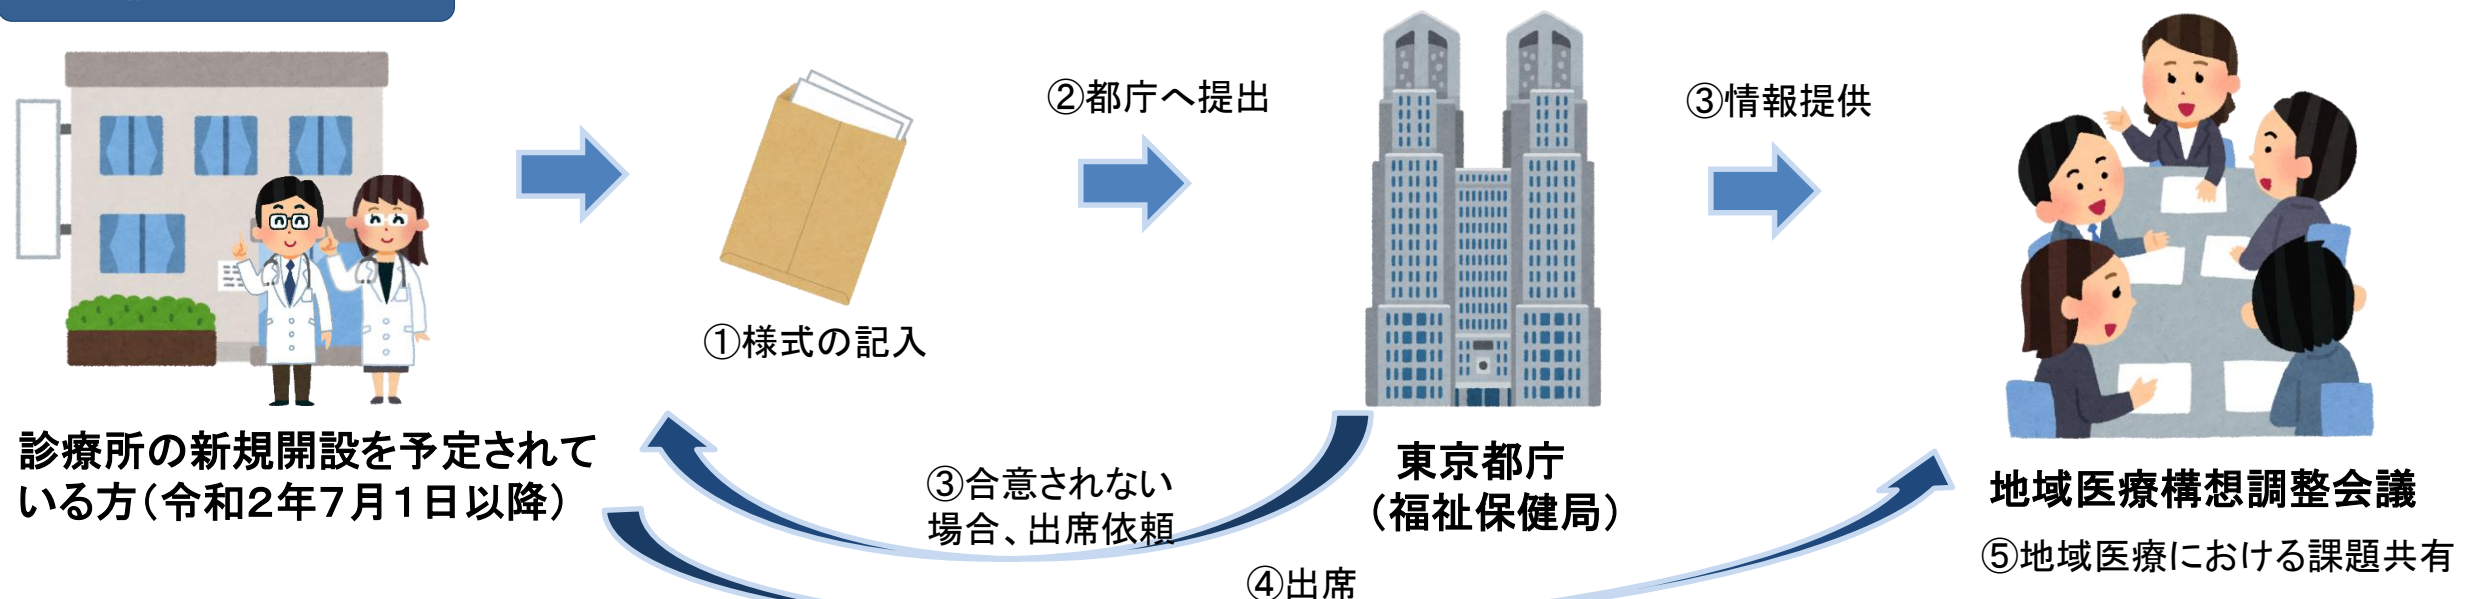 ①様式の記入
②都庁へ提出
③情報提供
診療所の新規開設を予定されて
いる方(令和2年7月1日以降)
③合意されない
場合、出席依頼
東京都庁
(福祉保健局)
地域医療構想調整会議
④出席
⑤地域医療における課題共有